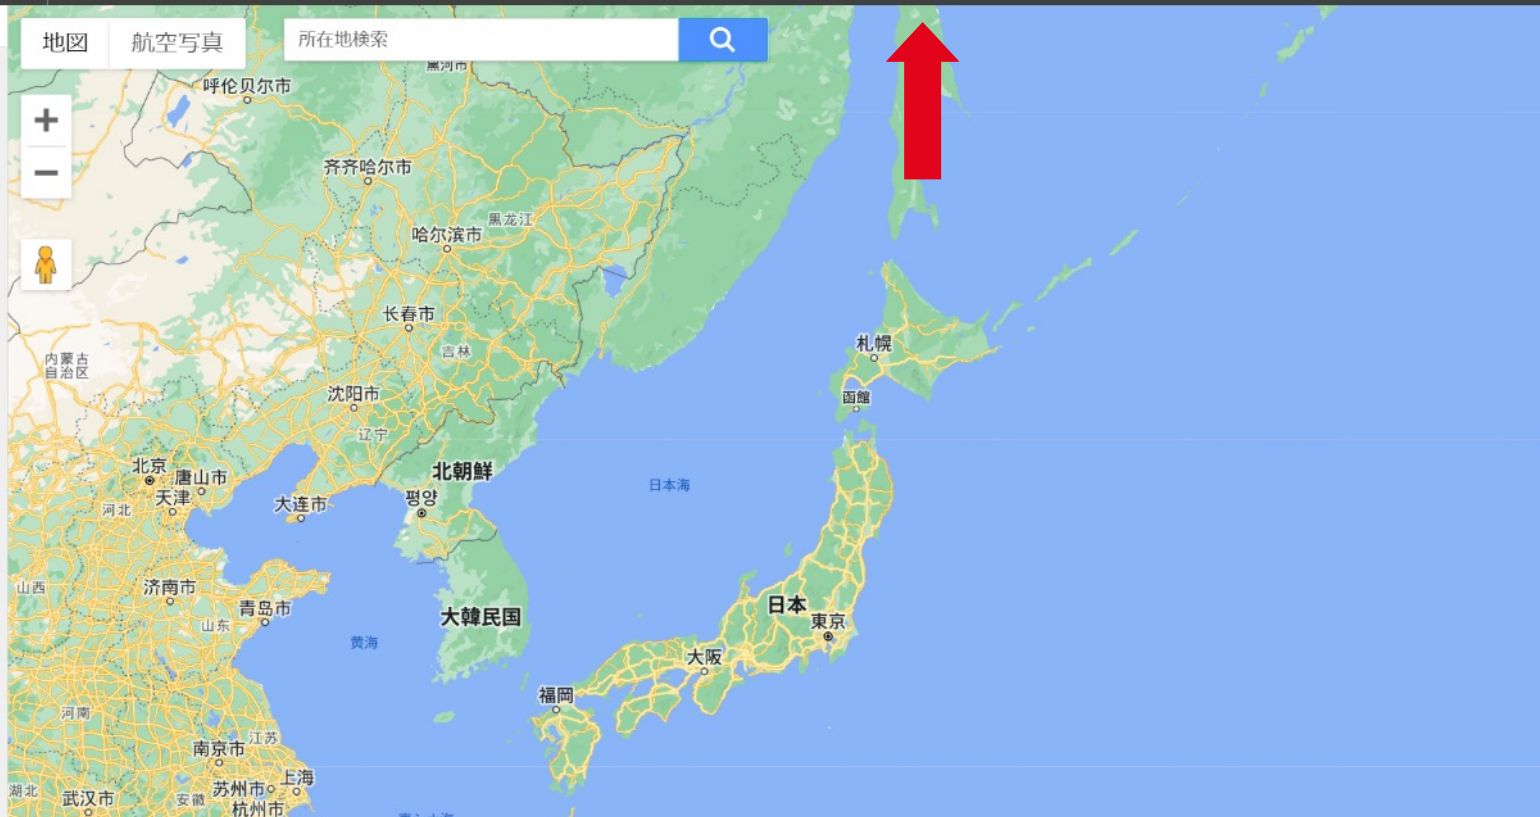 地図
航空写真
所在地検索
黑河市
呼伦贝尔市
齐齐哈尔市
黑龙江
哈尔滨市
长春市
吉林
内蒙古
自治区
札幌
沈阳市
函館
辽宁
北京
唐山市
北朝鮮
日本海
天津
大连市
평양
河北
山西
济南市
青岛市
日本
大韓民国
山东
東京
黄海
大阪
福岡
河南
江苏
南京市
上海
苏州市
湖北
武汉市
安徽
杭州市